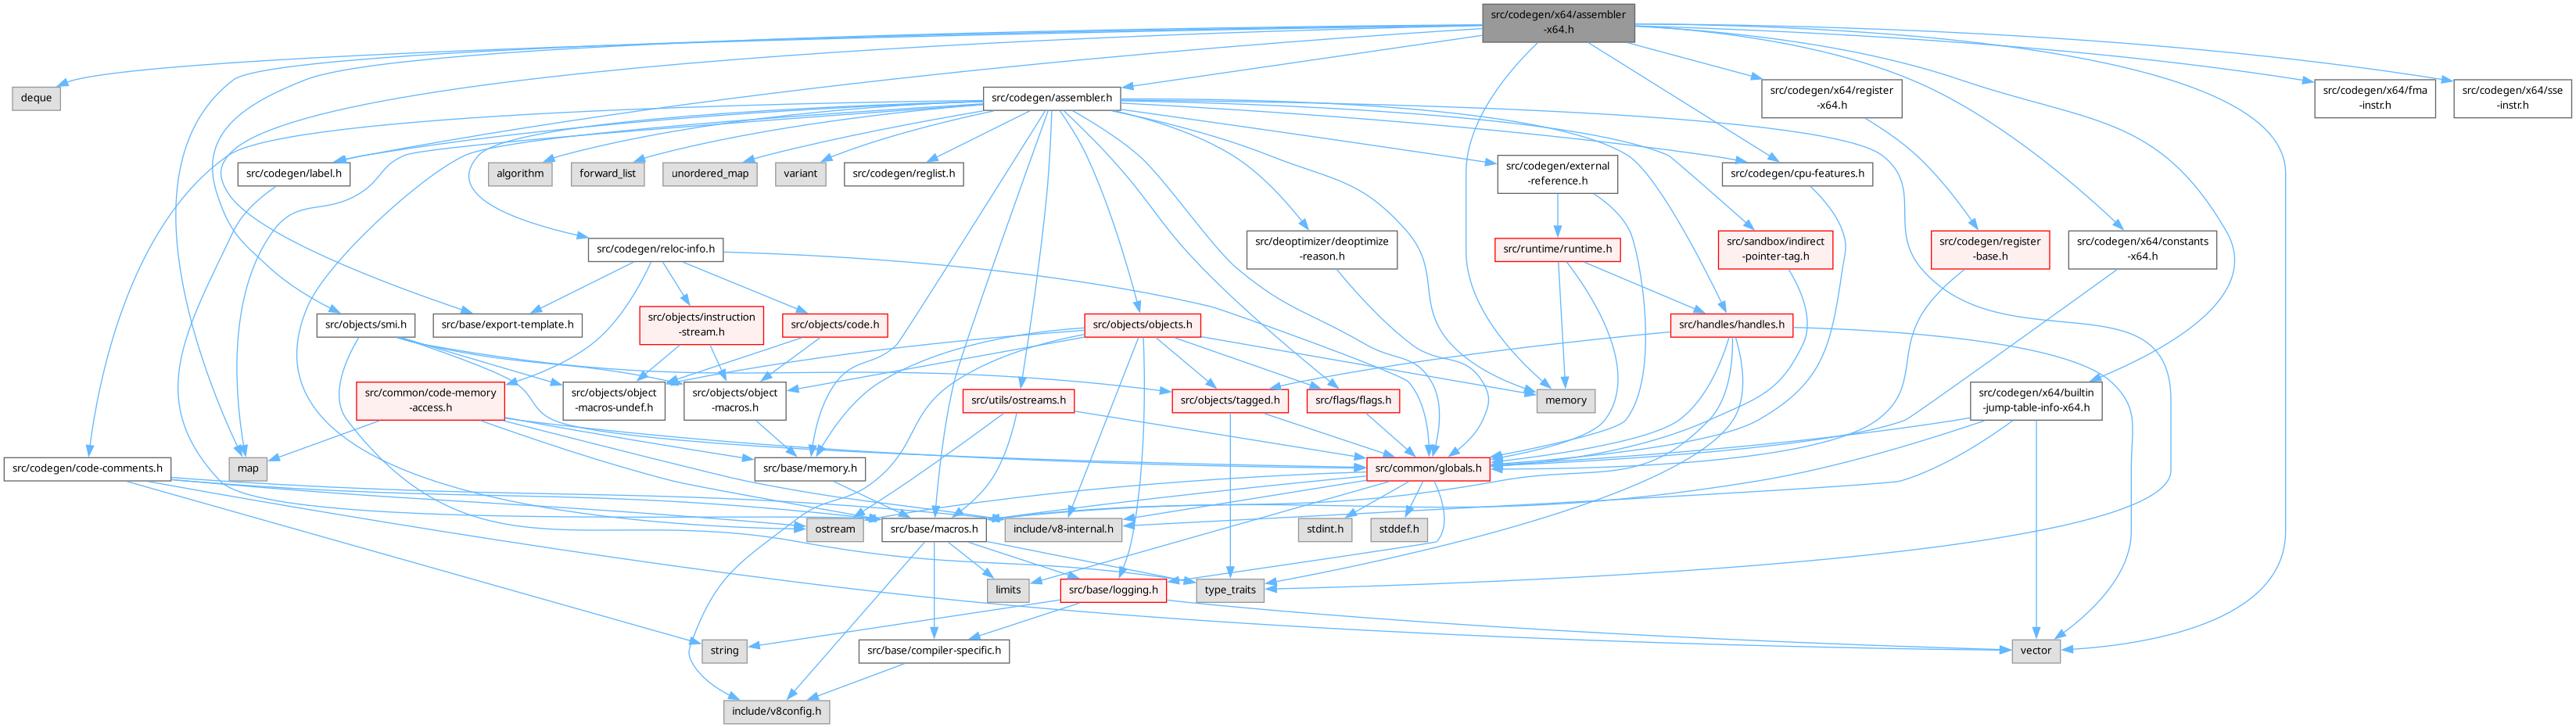 src/codegen/x64/assembler
-x64.h
deque
src/codegen/assembler.h
src/codegen/x64/register
-x64.h
src/codegen/x64/fma
-instr.h
src/codegen/x64/sse
-instr.h
src/codegen/label.h
algorithm
forward_list
unordered_map
variant
src/codegen/reglist.h
src/codegen/external
-reference.h
src/codegen/cpu-features.h
src/codegen/reloc-info.h
src/deoptimizer/deoptimize
-reason.h
src/runtime/runtime.h
src/sandbox/indirect
-pointer-tag.h
src/codegen/register
-base.h
src/codegen/x64/constants
-x64.h
src/objects/smi.h
src/base/export-template.h
src/objects/instruction
-stream.h
src/objects/code.h
src/objects/objects.h
src/handles/handles.h
src/common/code-memory
-access.h
src/objects/object
-macros-undef.h
src/objects/object
-macros.h
src/utils/ostreams.h
src/objects/tagged.h
src/flags/flags.h
memory
src/codegen/x64/builtin
-jump-table-info-x64.h
src/codegen/code-comments.h
map
src/base/memory.h
src/common/globals.h
ostream
src/base/macros.h
include/v8-internal.h
stdint.h
stddef.h
limits
src/base/logging.h
type_traits
string
src/base/compiler-specific.h
vector
include/v8config.h